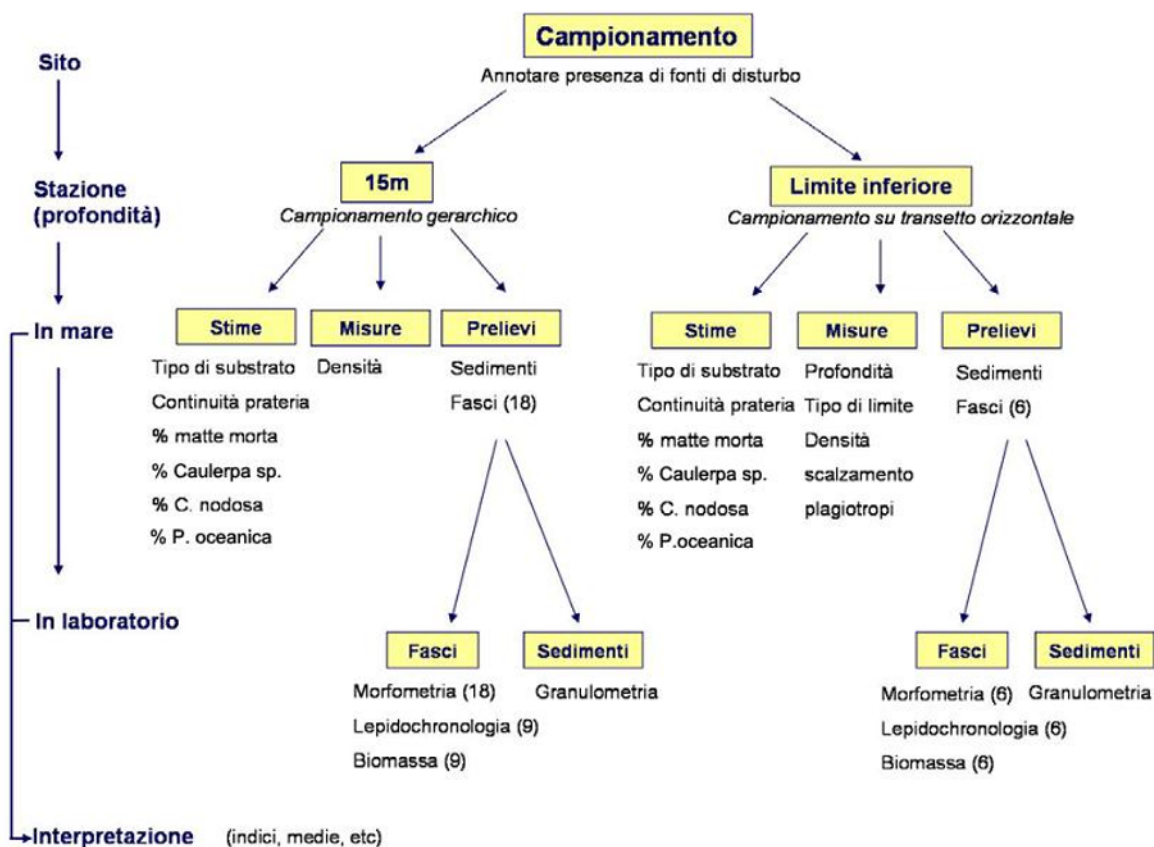 Campionamento
Annotare presenza di fonti di disturbo
Sito
Stazione
(profondità)
15m
Campionamento gerarchico
Limite inferiore
Campionamento su transetto orizzontale
In mare
Stime
Tipo di substrato
Continuità prateria
% matte morta
% Caulerpa sp.
% C. nodosa
% P. oceanica
Misure
Densità
Prelievi
Sedimenti
Fasci (18)
Stime
Tipo di substrato
Continuità prateria
% matte morta
% Caulerpa sp.
% C. nodosa
% P.oceanica
Misure
Profondità
Tipo di limite
Densità
scalzamento
plagiotropi
Prelievi
Sedimenti
Fasci (6)
In laboratorio
Fasci
Morfometria (18)
Lepidochronologia (9)
Biomassa (9)
Sedimenti
Granulometria
Fasci
Morfometria (6)
Lepidochronologia (6)
Biomassa (6)
Sedimenti
Granulometria
Interpretazione (indici, medie, etc)